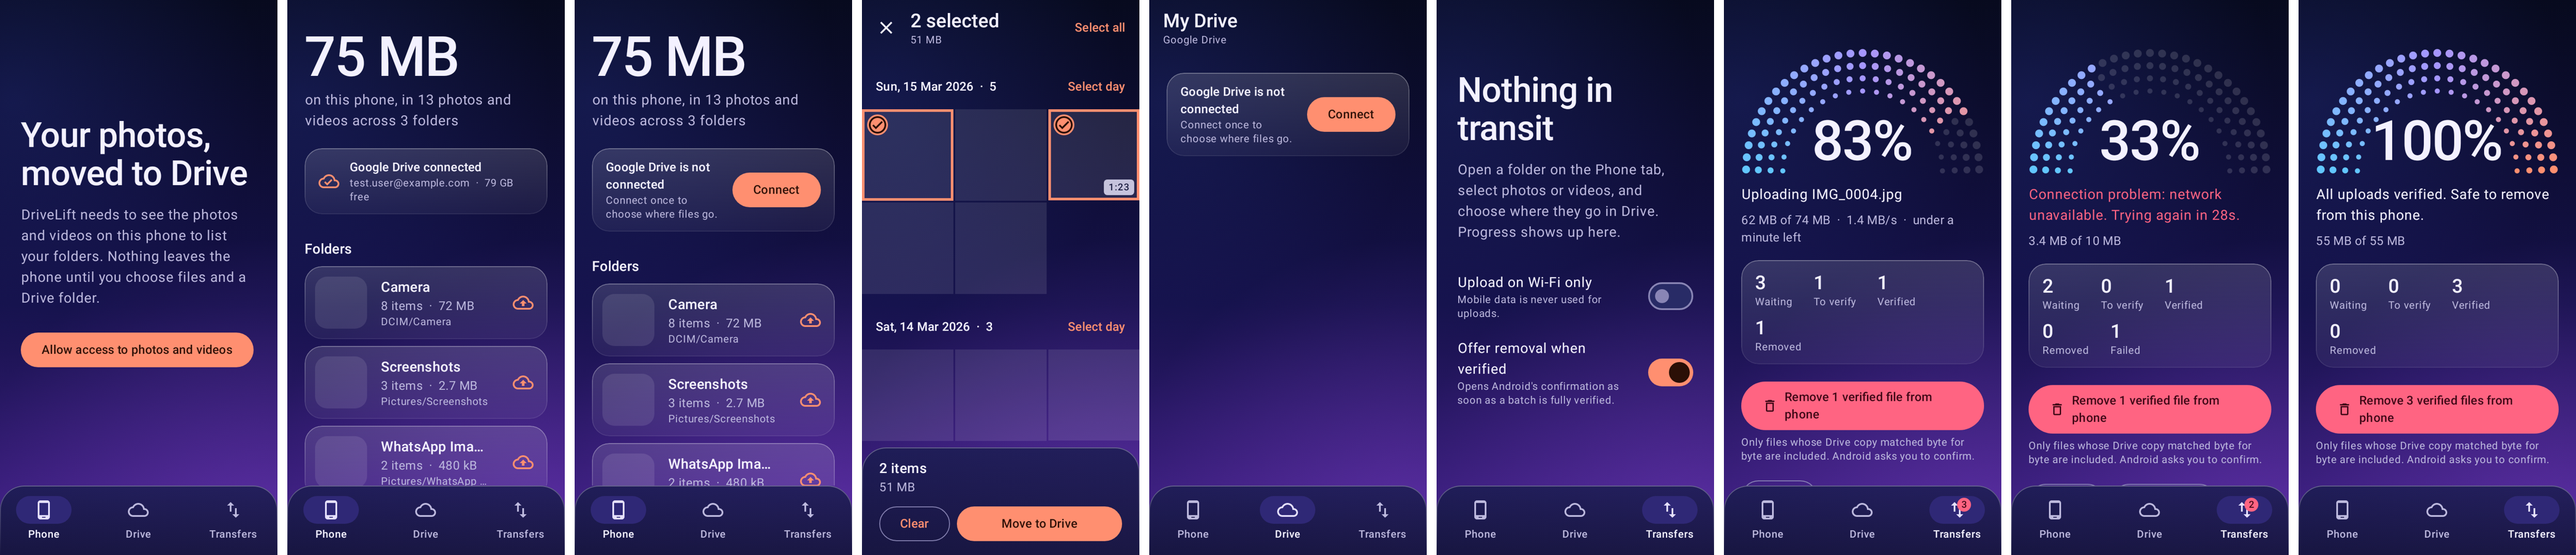 Your photos,
moved to Drive
DriveLift needs to see the photos
and videos on this phone to list
your folders. Nothing leaves the
phone until you choose files and a
Drive folder.
Allow access to photos and videos
Phone
Drive
Transfers
75 MB
on this phone, in 13 photos and
videos across 3 folders
Google Drive connected
test.user@example.com · 79 GB
free
Folders
Camera
8 items · 72 MB
DCIM/Camera
Screenshots
3 items · 2.7 MB
Pictures/Screenshots
WhatsApp Ima...
2 items · 480 kB
Pictures/WhatsApp ...
Phone
Drive
Transfers
75 MB
on this phone, in 13 photos and
videos across 3 folders
Google Drive is not
connected
Connect once to
choose where files go.
Connect
Folders
Camera
8 items · 72 MB
DCIM/Camera
Screenshots
3 items · 2.7 MB
Pictures/Screenshots
WhatsApp Ima...
2 items · 480 kB
Phone
Drive
Transfers
2 selected
51 MB
Select all
Sun, 15 Mar 2026 · 5
Select day
1:23
Sat, 14 Mar 2026 · 3
Select day
2 items
51 MB
Clear
Move to Drive
My Drive
Google Drive
Google Drive is not
connected
Connect once to
choose where files go.
Connect
Phone
Drive
Transfers
Nothing in
transit
Open a folder on the Phone tab,
select photos or videos, and
choose where they go in Drive.
Progress shows up here.
Upload on Wi-Fi only
Mobile data is never used for
uploads.
Offer removal when
verified
Opens Android's confirmation as
soon as a batch is fully verified.
Phone
Drive
Transfers
83%
Uploading IMG_0004.jpg
62 MB of 74 MB · 1.4 MB/s · under a
minute left
3 1 1
Waiting To verify Verified
1
Removed
Remove 1 verified file from
phone
Only files whose Drive copy matched byte for
byte are included. Android asks you to confirm.
Phone
Drive
3
Transfers
33%
Connection problem: network
unavailable. Trying again in 28s.
3.4 MB of 10 MB
2 0 1
Waiting To verify Verified
0 1
Removed Failed
Remove 1 verified file from
phone
Only files whose Drive copy matched byte for
byte are included. Android asks you to confirm.
Phone
Drive
2
Transfers
100%
All uploads verified. Safe to remove
from this phone.
55 MB of 55 MB
0 0 3
Waiting To verify Verified
0
Removed
Remove 3 verified files from
phone
Only files whose Drive copy matched byte for
byte are included. Android asks you to confirm.
Phone
Drive
Transfers